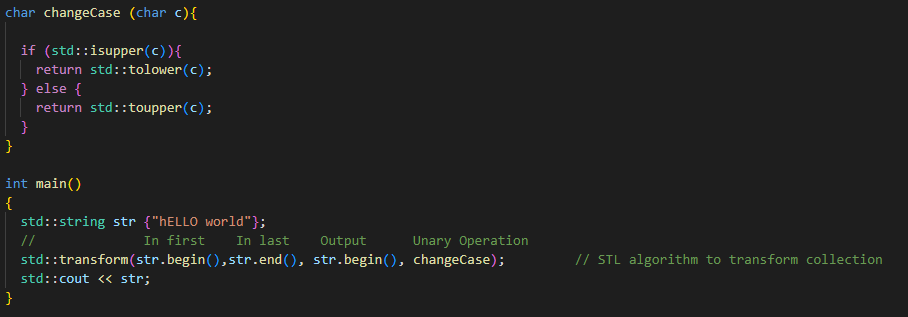 char changeCase (char c){
if (std::isupper(c)){
return std::tolower(c);
} else {
return std::toupper(c);
}
}
int main()
{
std::string str {"hELLO world"};
// In first In last Output Unary Operation
std::transform(str.begin(),str.end(), str.begin(), changeCase); // STL algorithm to transform collection
std::cout << str;
}